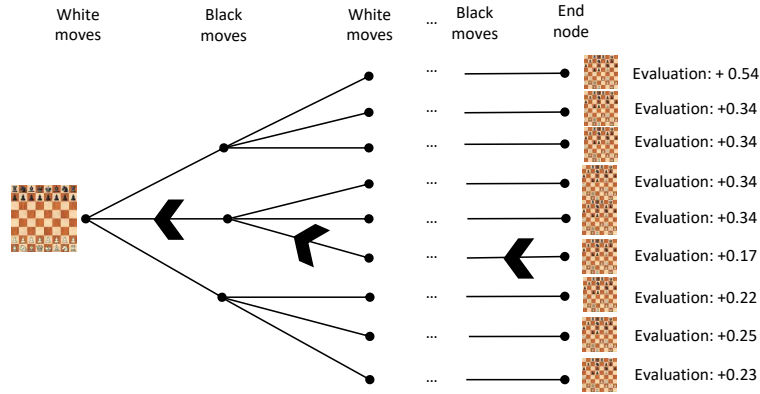 White
moves
Black
moves
White
moves
...
Black
moves
End
node
... Evaluation: + 0.54
... Evaluation: +0.34
... Evaluation: +0.34
... Evaluation: +0.34
... Evaluation: +0.34
... Evaluation: +0.17
... Evaluation: +0.22
... Evaluation: +0.25
... Evaluation: +0.23